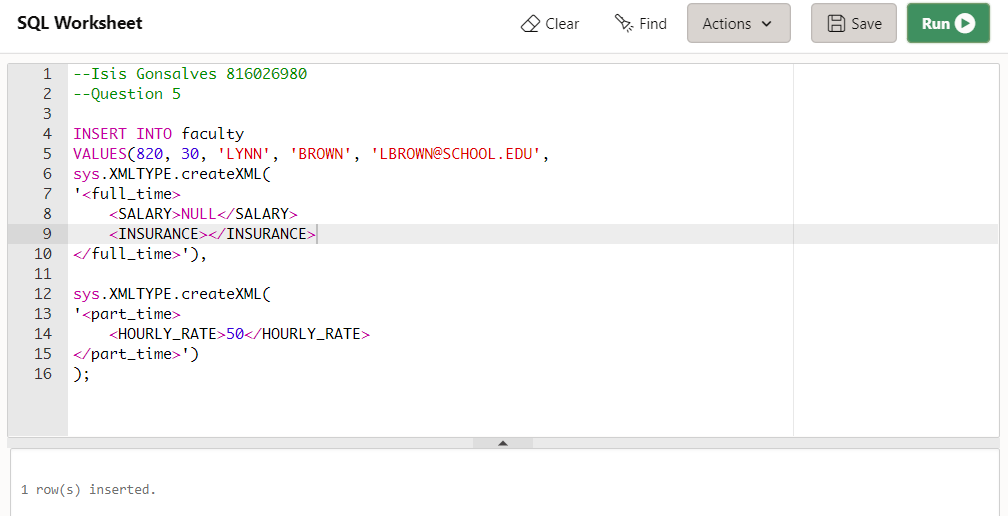 SQL Worksheet Clear Find Actions Save Run
1 --Isis Gonsalves 816026980
2 --Question 5
3
4 INSERT INTO faculty
5 VALUES(820, 30, 'LYNN', 'BROWN', 'LBROWN@SCHOOL.EDU',
6 sys.XMLTYPE.createXML(
7 '<full_time>
8 <SALARY>NULL</SALARY>
9 <INSURANCE></INSURANCE>
10 </full_time>'),
11
12 sys.XMLTYPE.createXML(
13 '<part_time>
14 <HOURLY_RATE>50</HOURLY_RATE>
15 </part_time>')
16 );
1 row(s) inserted.